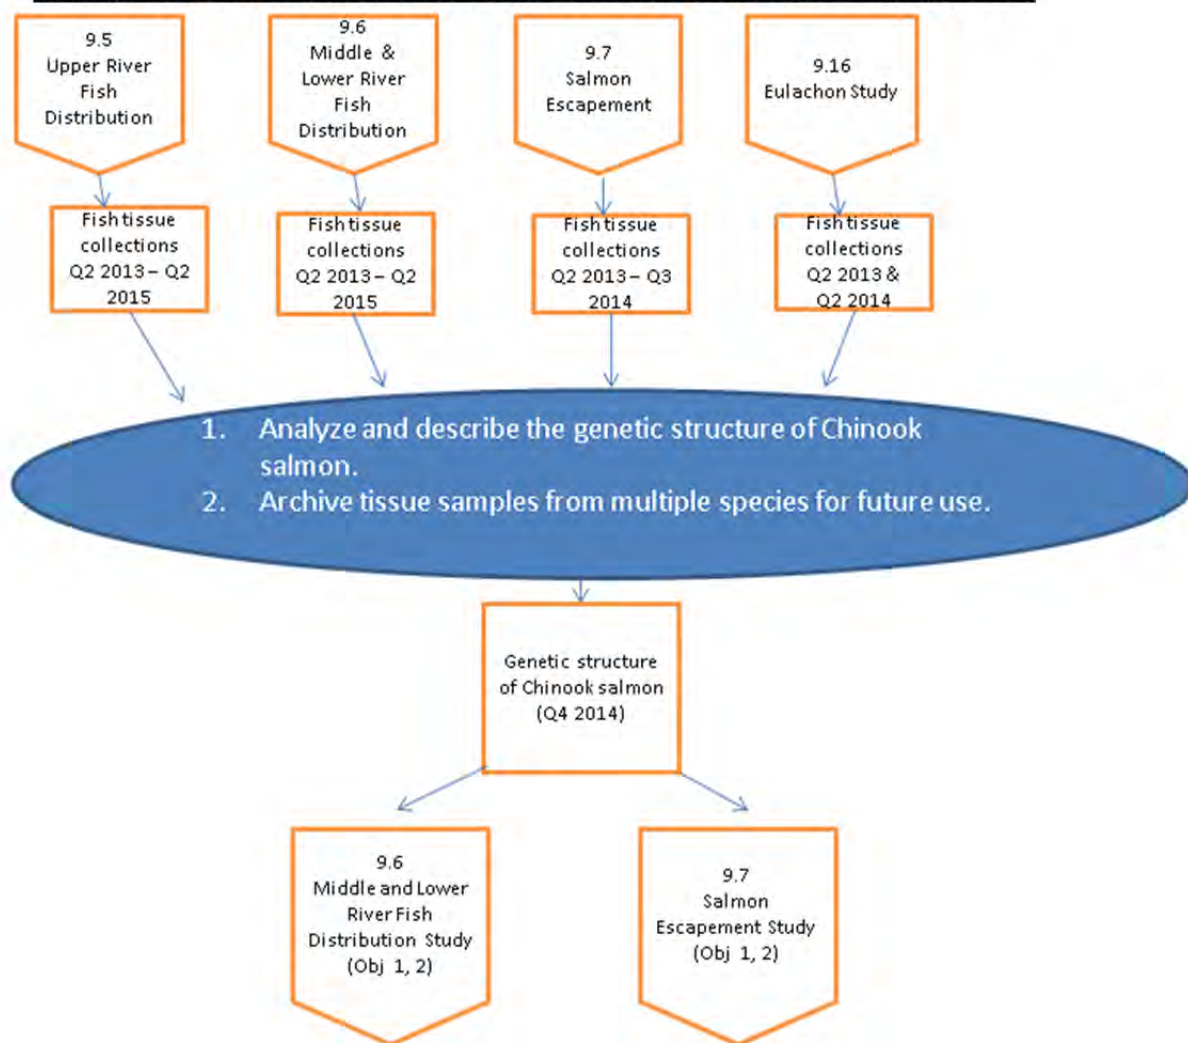 9.5
Upper River
Fish
Distribution
9.6
Middle &
Lower River
Fish
Distribution
9.7
Salmon
Escapement
9.16
Eulachon Study
Fish tissue
collections
Q2 2013 – Q2
2015
Fish tissue
collections
Q2 2013 – Q2
2015
Fish tissue
collections
Q2 2013 – Q3
2014
Fish tissue
collections
Q2 2013 &
Q2 2014
1. Analyze and describe the genetic structure of Chinook
salmon.
2. Archive tissue samples from multiple species for future use.
Genetic structure
of Chinook salmon
(Q4 2014)
9.6
Middle and Lower
River Fish
Distribution Study
(Obj 1, 2)
9.7
Salmon
Escapement Study
(Obj 1, 2)